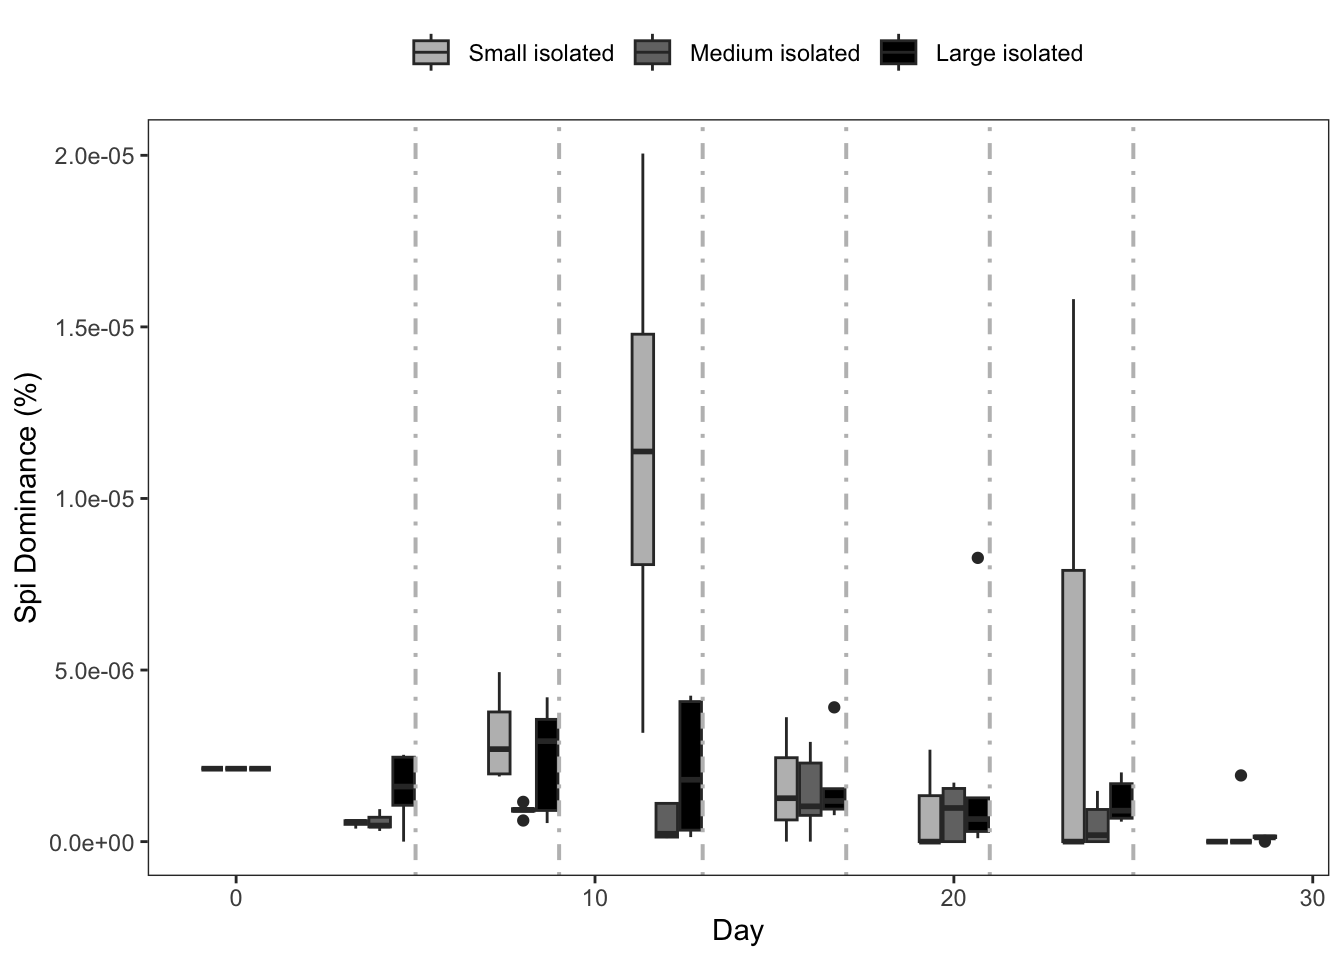 Small isolated Medium isolated Large isolated
2.0e-05
1.5e-05
1.0e-05
5.0e-06
0.0e+00
Spi Dominance (%)
0 10 20 30
Day